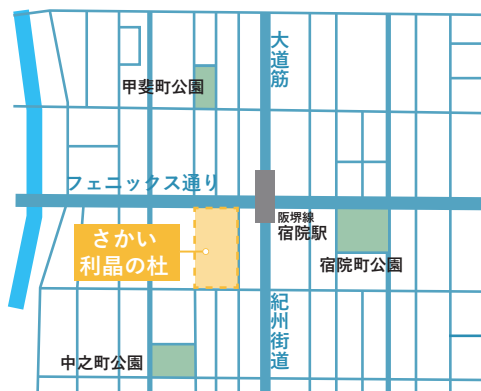 大道筋
甲斐町公園
フェニックス通り
阪堺線
宿院駅
さかい
利晶の杜
宿院町公園
紀州街道
中之町公園